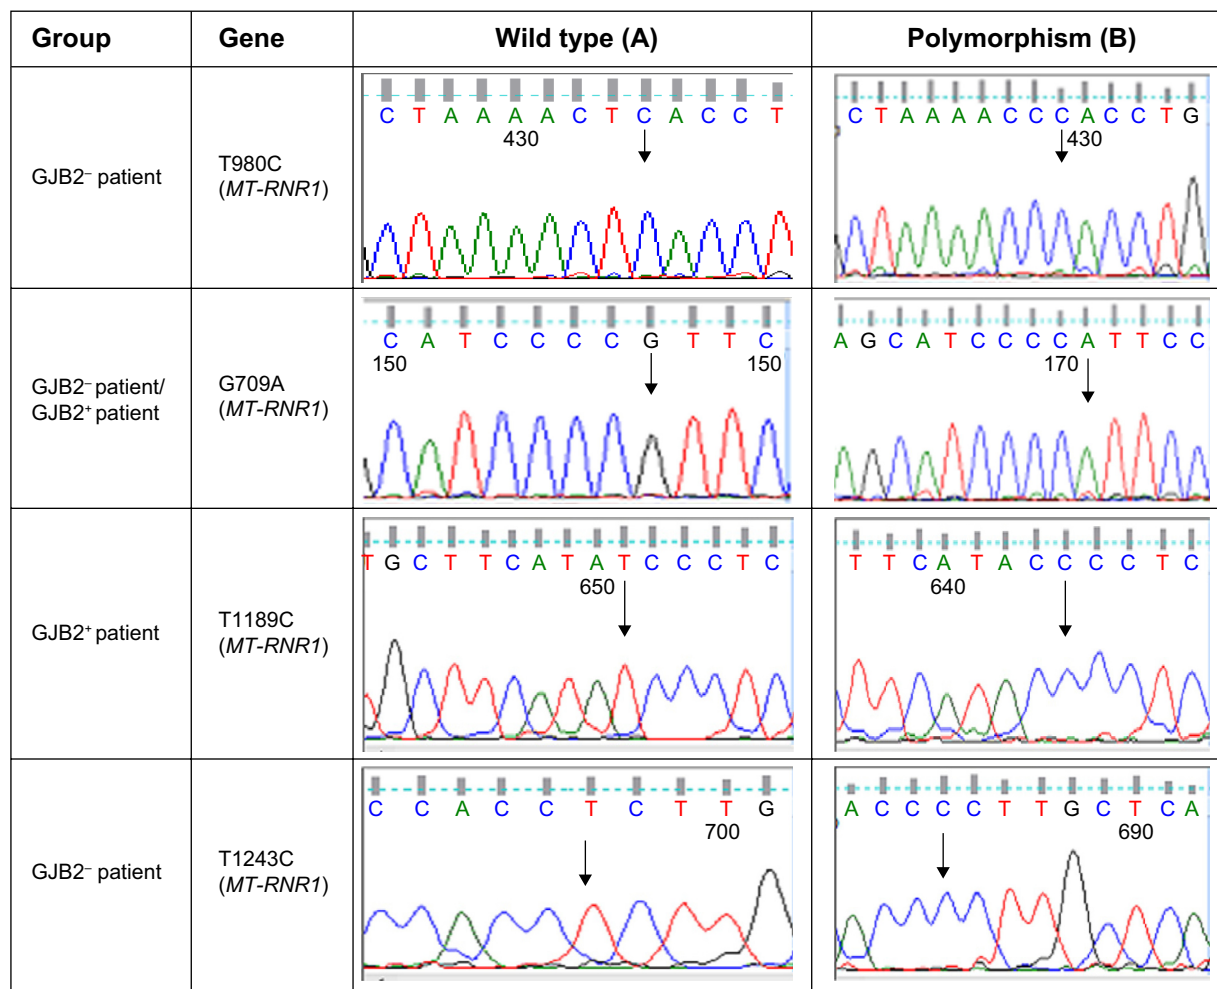 Group Gene Wild type (A) Polymorphism (B)
GJB2⁻ patient
T980C
(MT-RNR1)
C T A A A A C T C A C C T
430
C T A A A A C C C A C C T G
430
GJB2⁻ patient/
GJB2⁺ patient
G709A
(MT-RNR1)
C A T C C C C G T T C
150 150
A G C A T C C C C A T T C C
170
GJB2⁺ patient
T1189C
(MT-RNR1)
T G C T T C A T A T C C C T C
650
T T C A T A C C C C T C
640
GJB2⁻ patient
T1243C
(MT-RNR1)
C C A C C T C T T G
700
A C C C C T T G C T C A
690